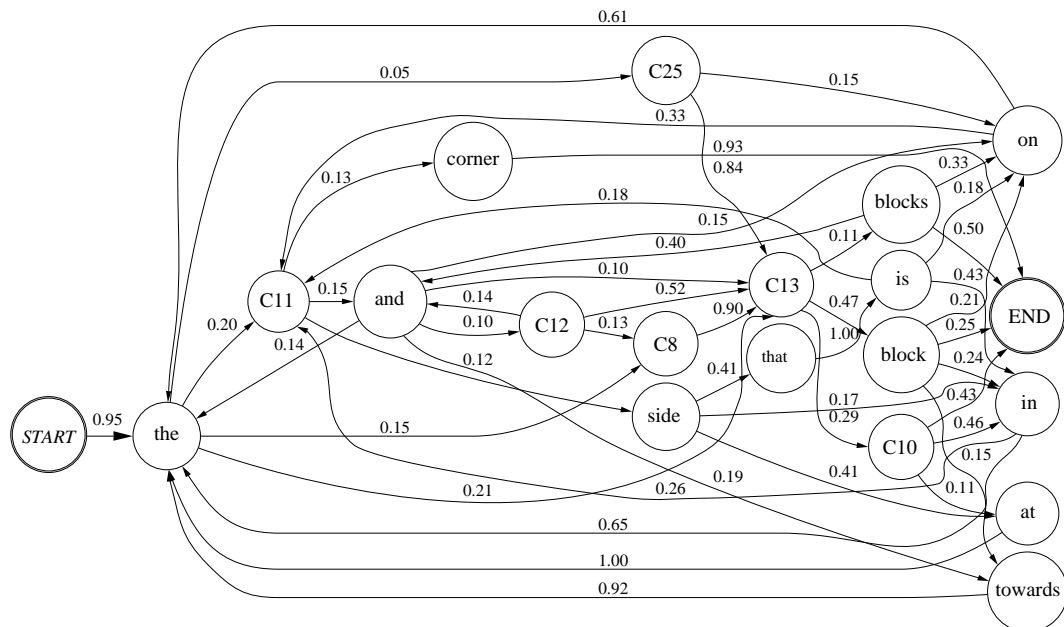 0.61
0.05
C25
0.15
0.33
corner
0.93
on
0.13
0.84
0.33
0.18
0.18
blocks
0.15
0.50
0.40
0.11
C11
0.15
and
0.10
C13
is
0.43
0.14
0.52
0.47
0.21
END
0.20
0.10
C12
0.13
0.90
1.00
0.25
0.14
C8
that
block
0.12
0.24
0.41
START
0.95
the
0.15
side
0.17
0.43
in
0.29
0.46
C10
0.15
0.41
0.21
0.26
0.19
0.11
at
0.65
1.00
0.92
towards